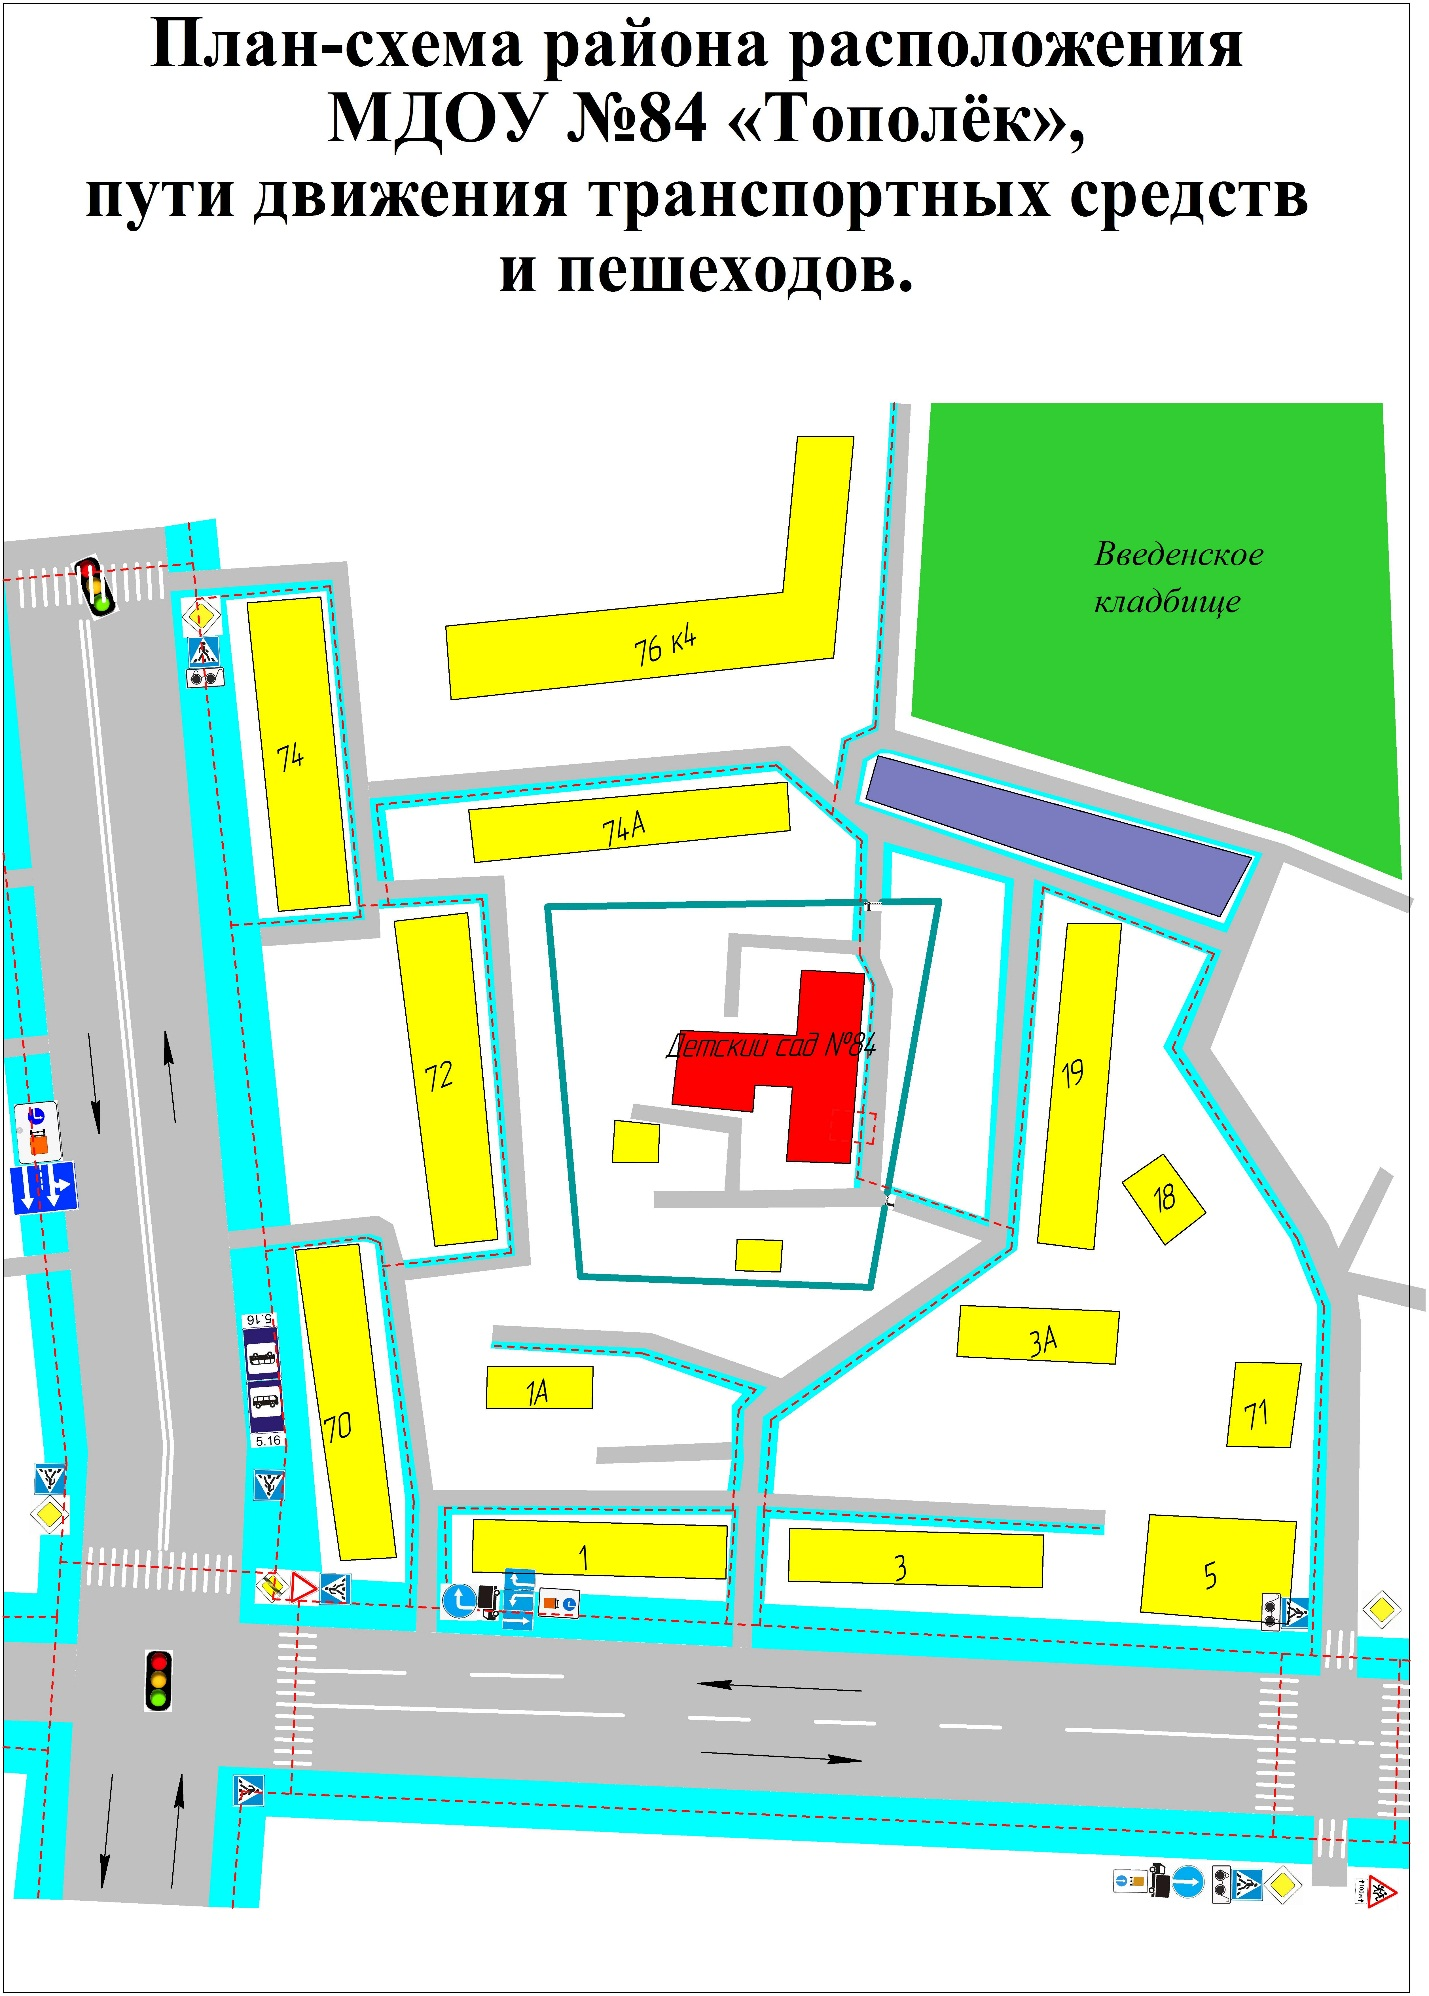 План-схема района расположения
МДОУ №84 «Тополёк»,
пути движения транспортных средств
и пешеходов.
Введенское
кладбище
76 к4
74
74А
Детский сад №84
72
19
18
5.16
3А
1А
71
70
5.16
1
3
5